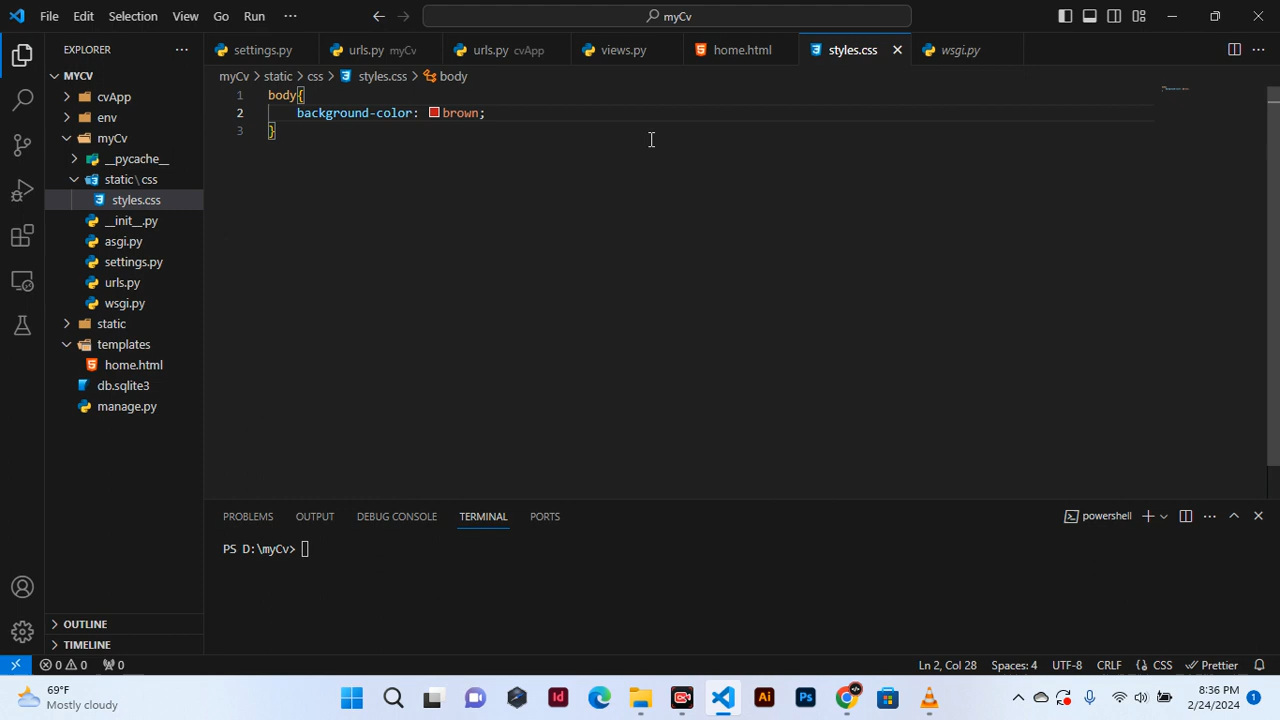 File Edit Selection View Go Run ··· myCv
EXPLORER ···
settings.py urls.py myCv urls.py cvApp views.py home.html styles.css wsgi.py
MYCV
myCv > static > css > styles.css > body
cvApp
env
myCv
__pycache__
static\css
styles.css
__init__.py
asgi.py
settings.py
urls.py
wsgi.py
static
templates
home.html
db.sqlite3
manage.py
OUTLINE
TIMELINE
1 body{
2 background-color: brown;
3 }
PROBLEMS OUTPUT DEBUG CONSOLE TERMINAL PORTS powershell
PS D:\myCv>
0 0 0 Ln 2, Col 28 Spaces: 4 UTF-8 CRLF CSS Prettier
69°F
Mostly cloudy
Id Ai Ps
8:36 PM
2/24/2024
1